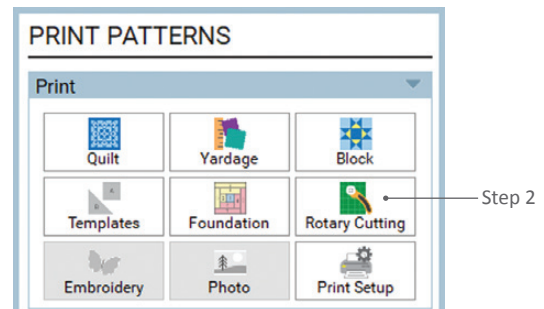 PRINT PATTERNS
Print
Quilt
Yardage
Block
A
A
Templates
Foundation
Rotary Cutting
Step 2
Embroidery
Photo
Print Setup